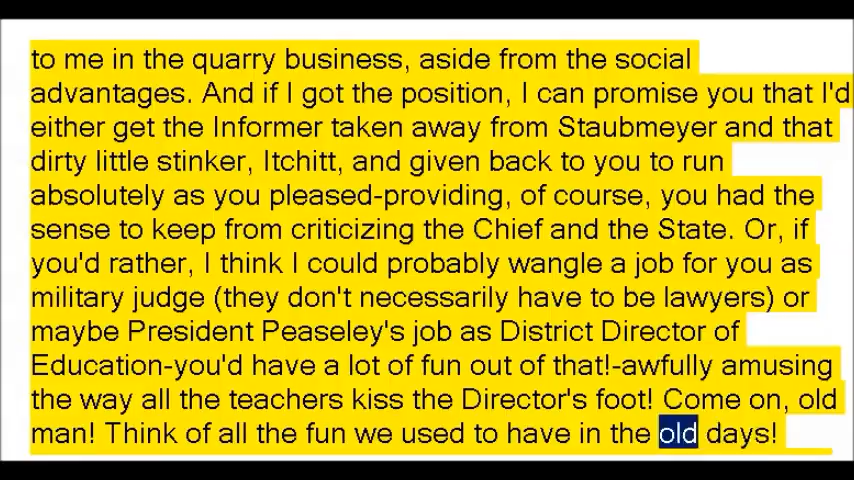 to me in the quarry business, aside from the social
advantages. And if I got the position, I can promise you that I'd
either get the Informer taken away from Staubmeyer and that
dirty little stinker, Itchitt, and given back to you to run
absolutely as you pleased-providing, of course, you had the
sense to keep from criticizing the Chief and the State. Or, if
you'd rather, I think I could probably wangle a job for you as
military judge (they don't necessarily have to be lawyers) or
maybe President Peaseley's job as District Director of
Education-you'd have a lot of fun out of that!-awfully amusing
the way all the teachers kiss the Director's foot! Come on, old
man! Think of all the fun we used to have in the old days!